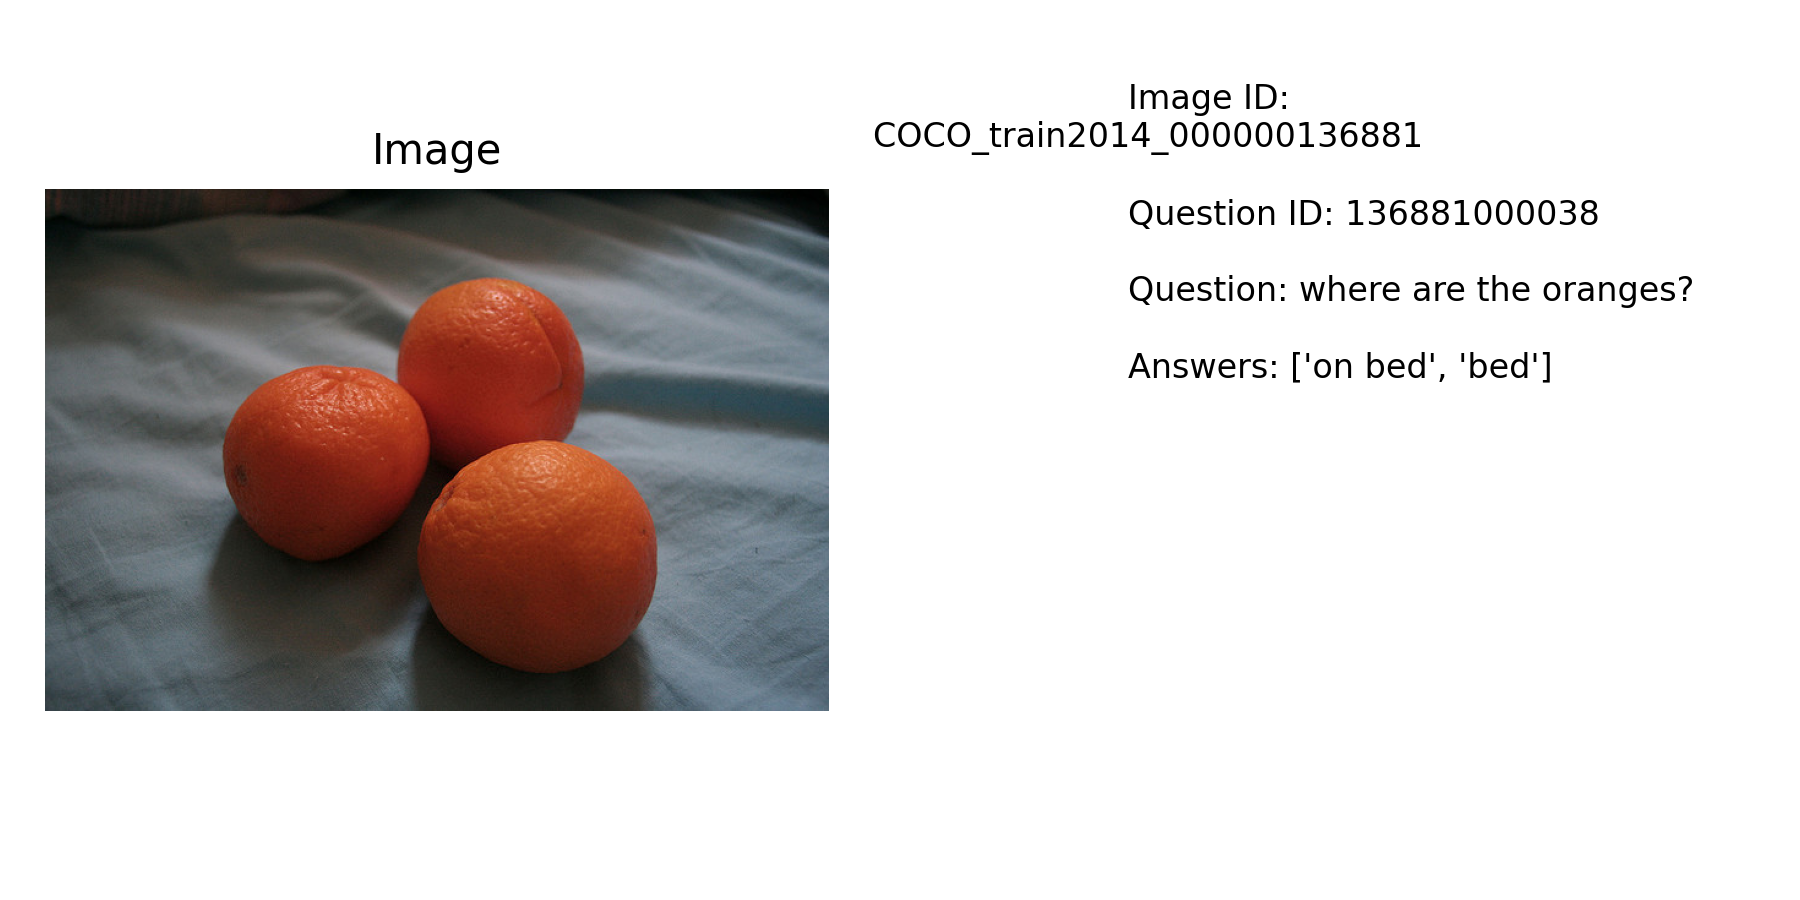 Image
Image ID:
COCO_train2014_000000136881
Question ID: 136881000038
Question: where are the oranges?
Answers: ['on bed', 'bed']